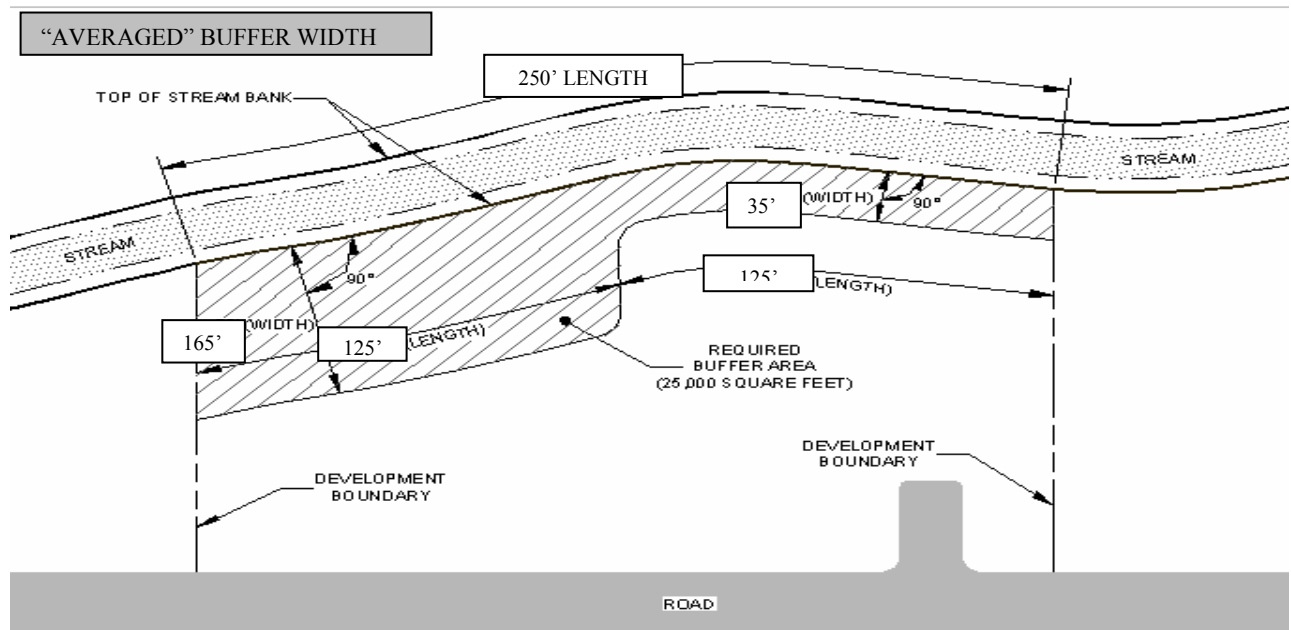 “AVERAGED” BUFFER WIDTH
250’ LENGTH
TOP OF STREAM BANK
STREAM
STREAM
35’
(WIDTH)
90°
90°
125’
LENGTH)
165’
(WIDTH)
125’
(LENGTH)
REQUIRED
BUFFER AREA
(25,000 SQUARE FEET)
DEVELOPMENT
BOUNDARY
DEVELOPMENT
BOUNDARY
ROAD